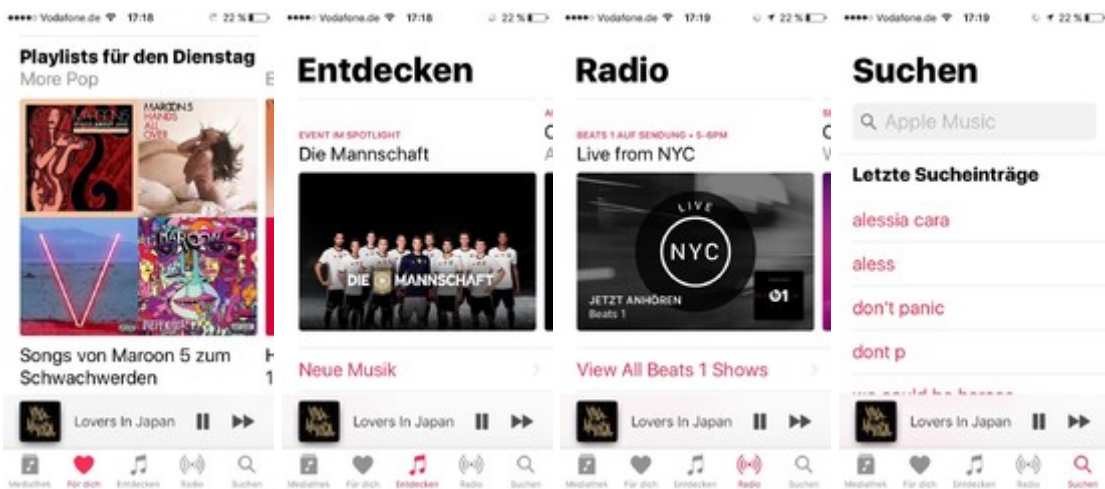 Vodafone.de 17:18 22 %
Playlists für den Dienstag
More Pop
MAROON 5
HANDS
ALL
OVER
V
MAROON 5
Songs von Maroon 5 zum
Schwachwerden
Lovers In Japan
Mediathek Für dich Entdecken Radio Suchen
Vodafone.de 17:18 22 %
Entdecken
EVENT IM SPOTLIGHT
Die Mannschaft
DIE MANNSCHAFT
Neue Musik
Lovers In Japan
Mediathek Für dich Entdecken Radio Suchen
Vodafone.de 17:19 22 %
Radio
BEATS 1 AUF SENDUNG • 5-6PM
Live from NYC
LIVE
NYC
JETZT ANHÖREN
Beats 1
01
View All Beats 1 Shows
Lovers In Japan
Mediathek Für dich Entdecken Radio Suchen
Vodafone.de 17:19 22 %
Suchen
Apple Music
Letzte Sucheinträge
alessia cara
aless
don't panic
dont p
we could be heroes
Lovers In Japan
Mediathek Für dich Entdecken Radio Suchen